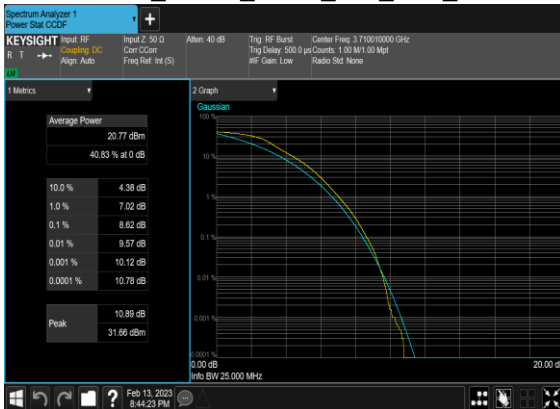 Spectrum Analyzer 1
Power Stat CCDF
KEYSIGHT
R T
Input: RF
Coupling: DC
Align: Auto
Input Z: 50 Ω
Corr CCorr
Freq Ref: Int (S)
Atten: 40 dB
Trig: RF Burst
Trig Delay: 500.0 µs
#IF Gain: Low
Center Freq: 3.710010000 GHz
Counts: 1.00 M/1.00 Mpt
Radio Std: None
1 Metrics
Average Power
20.77 dBm
40.83 % at 0 dB
10.0 % 4.38 dB
1.0 % 7.02 dB
0.1 % 8.62 dB
0.01 % 9.57 dB
0.001 % 10.12 dB
0.0001 % 10.78 dB
Peak
10.89 dB
31.66 dBm
2 Graph
Gaussian
100 %
10 %
1 %
0.1 %
0.01 %
0.001 %
0.0001 %
0.00 dB
20.00 d
Info BW 25.000 MHz
?
Feb 13, 2023
8:44:23 PM